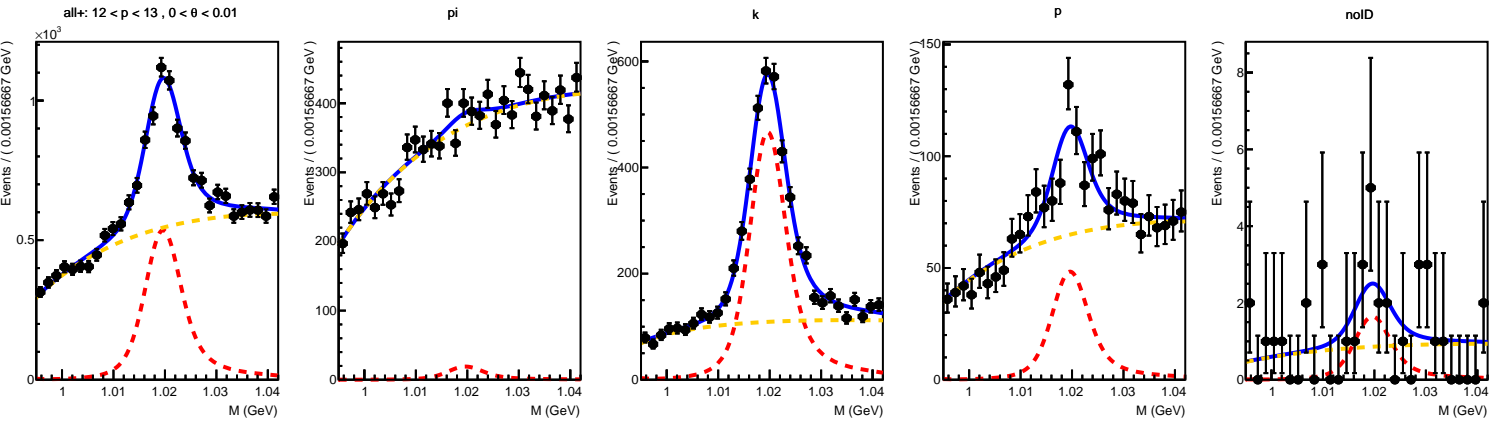 all+: 12 < p < 13 , 0 < θ < 0.01
×10³
Events / ( 0.00156667 GeV )
1
0.5
0
1 1.01 1.02 1.03 1.04
M (GeV)
pi
Events / ( 0.00156667 GeV )
400
300
200
100
0
1 1.01 1.02 1.03 1.04
M (GeV)
k
Events / ( 0.00156667 GeV )
600
400
200
0
1 1.01 1.02 1.03 1.04
M (GeV)
p
Events / ( 0.00156667 GeV )
150
100
50
0
1 1.01 1.02 1.03 1.04
M (GeV)
noID
Events / ( 0.00156667 GeV )
8
6
4
2
0
1 1.01 1.02 1.03 1.04
M (GeV)